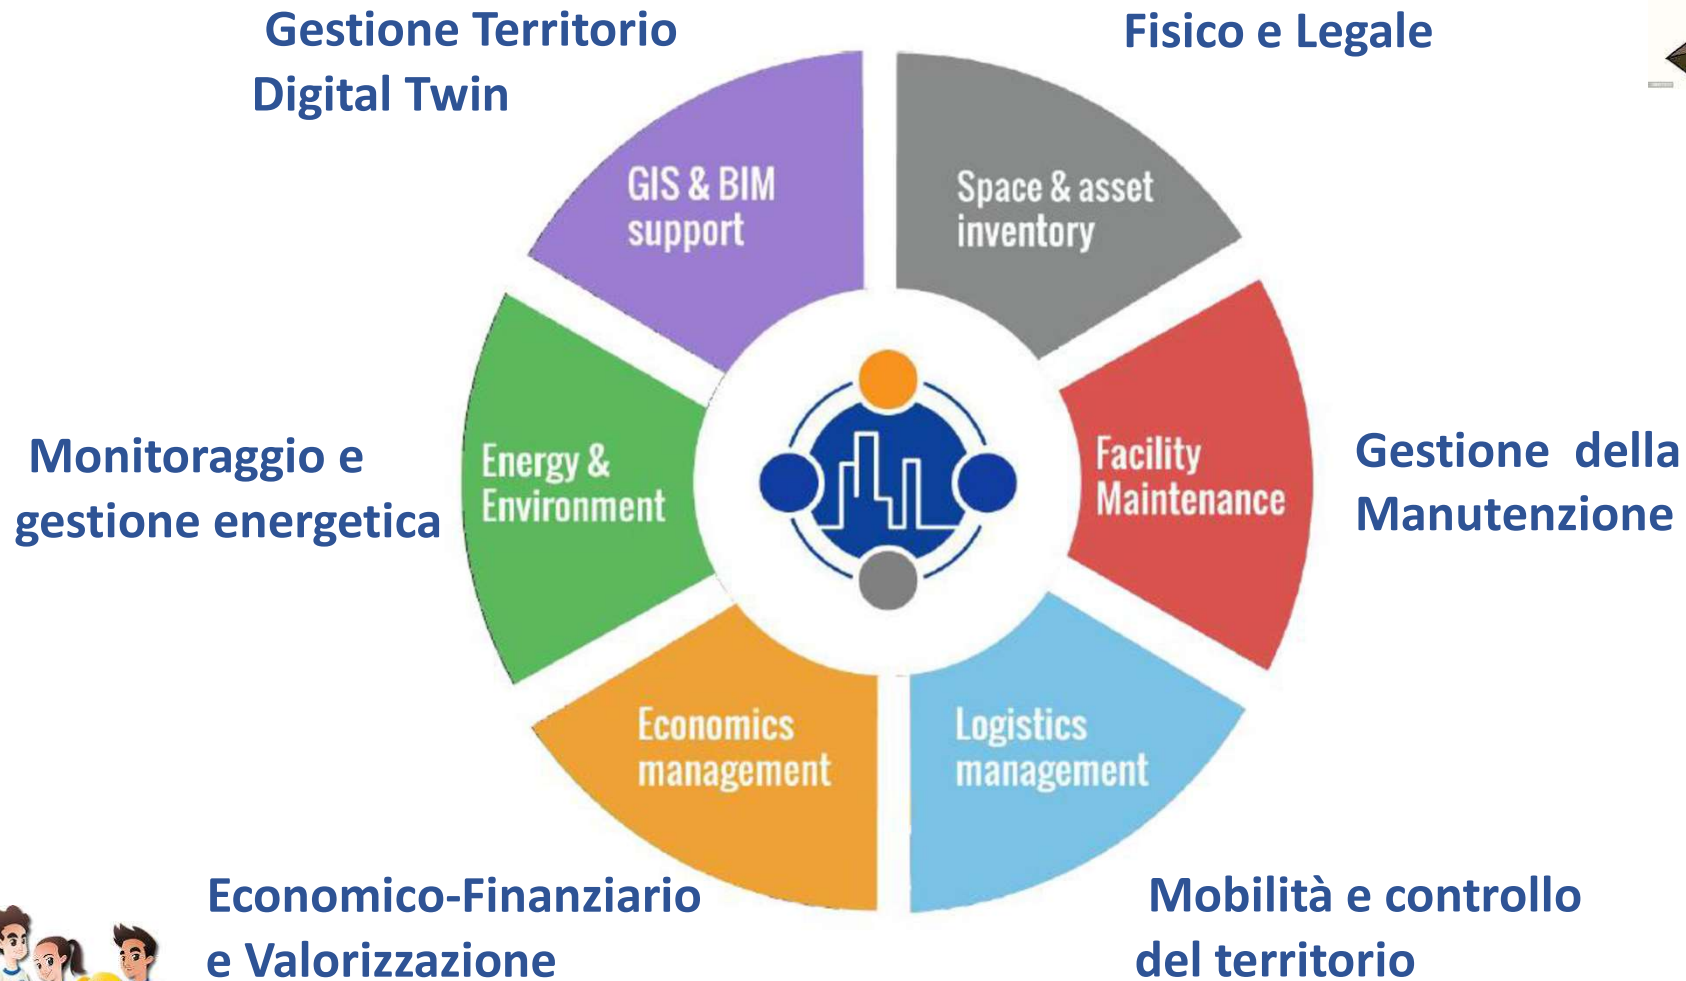 Gestione Territorio
Digital Twin
Fisico e Legale
GIS & BIM
support
Space & asset
inventory
Monitoraggio e
gestione energetica
Energy &
Environment
Facility
Maintenance
Gestione della
Manutenzione
Economics
management
Logistics
management
Economico-Finanziario
e Valorizzazione
Mobilità e controllo
del territorio